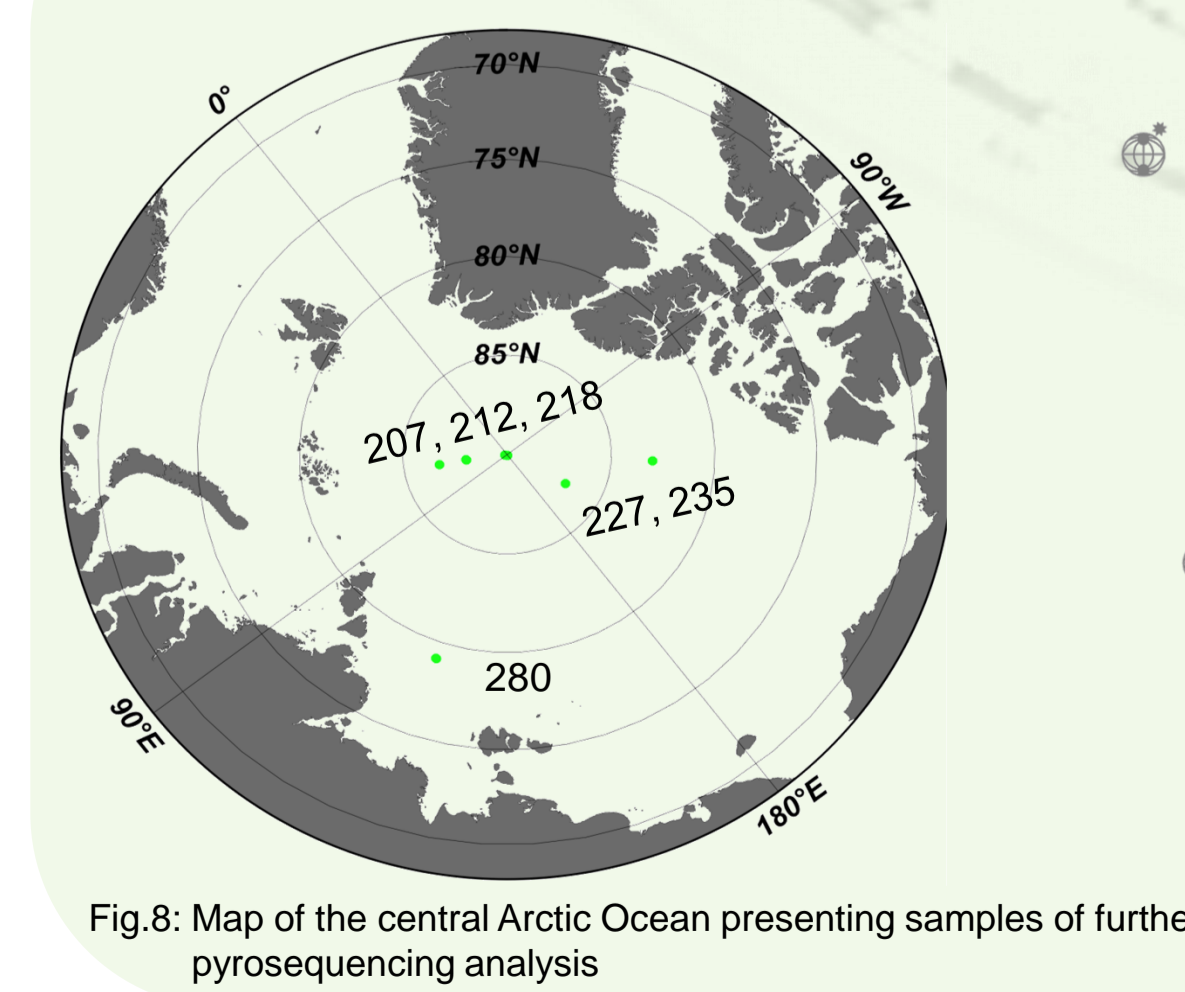 70°N
0°
75°N
90°W
80°N
85°N
207, 212, 218
227, 235
280
90°E
180°E
Fig.8: Map of the central Arctic Ocean presenting samples of furthe
pyrosequencing analysis